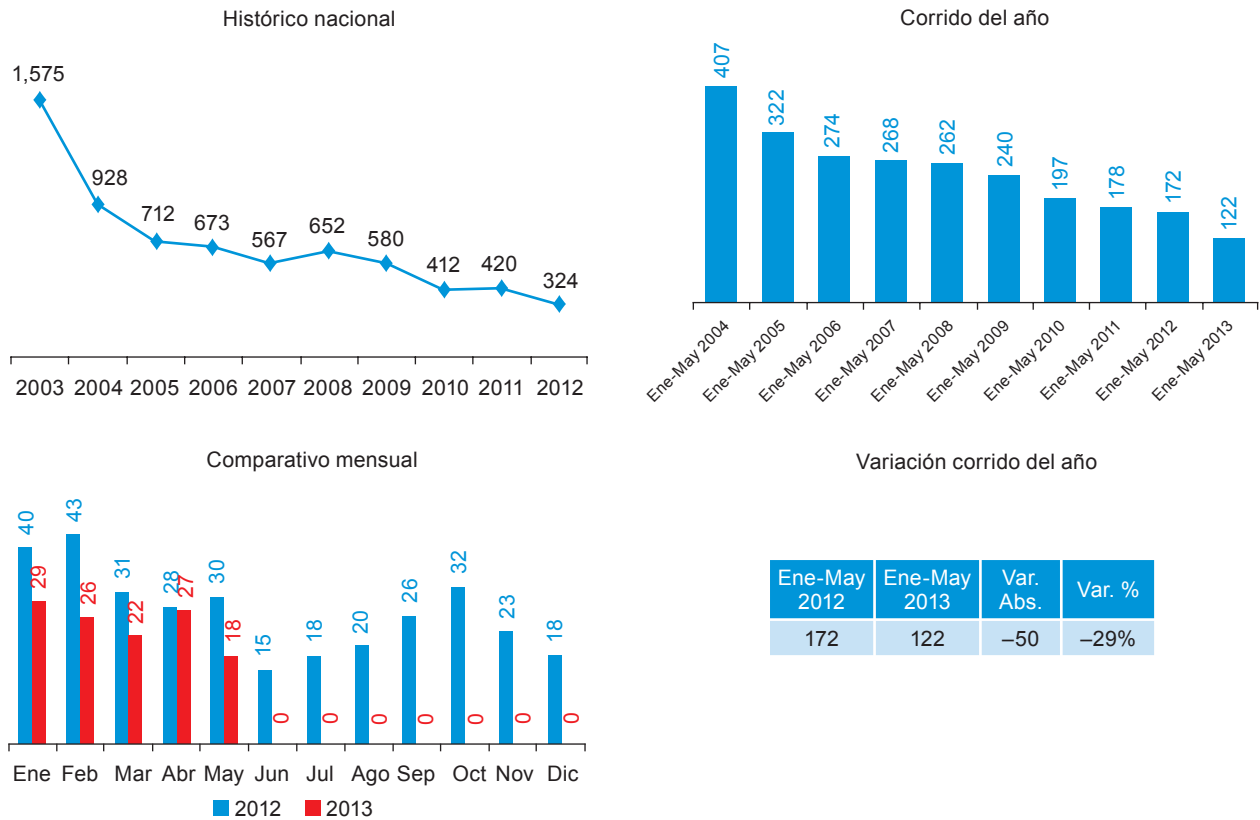 Histórico nacional
1,575
928
712
673
567
652
580
412
420
324
2003 2004 2005 2006 2007 2008 2009 2010 2011 2012
Corrido del año
407
322
274
268
262
240
197
178
172
122
Ene-May 2004
Ene-May 2005
Ene-May 2006
Ene-May 2007
Ene-May 2008
Ene-May 2009
Ene-May 2010
Ene-May 2011
Ene-May 2012
Ene-May 2013
Comparativo mensual
40 29 43 26 31 22 28 27 30 18 15 0 18 0 20 0 26 0 32 0 23 0 18 0
Ene Feb Mar Abr May Jun Jul Ago Sep Oct Nov Dic
2012 2013
Variación corrido del año
Ene-May 2012 Ene-May 2013 Var. Abs. Var. %
172 122 –50 –29%